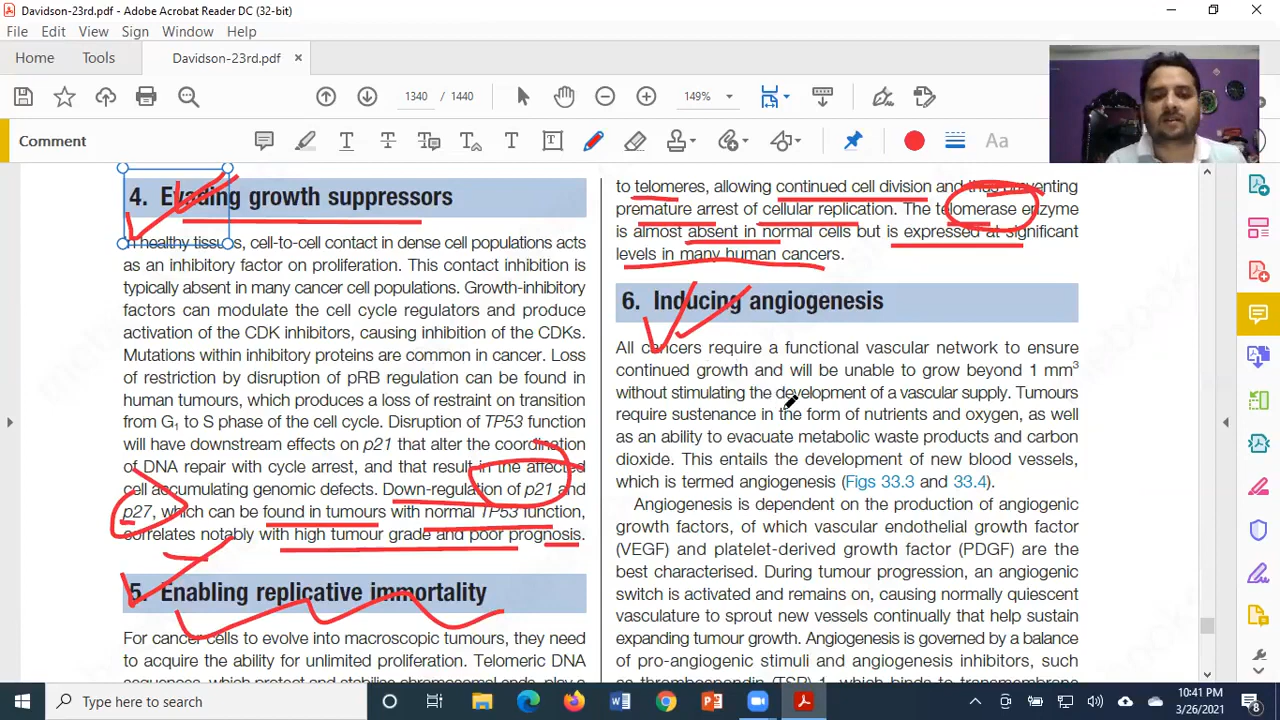 Davidson-23rd.pdf - Adobe Acrobat Reader DC (32-bit)
File Edit View Sign Window Help
Home Tools Davidson-23rd.pdf ×
1340 / 1440 149%
Comment Aa
4. Evading growth suppressors
In healthy tissues, cell-to-cell contact in dense cell populations acts
as an inhibitory factor on proliferation. This contact inhibition is
typically absent in many cancer cell populations. Growth-inhibitory
factors can modulate the cell cycle regulators and produce
activation of the CDK inhibitors, causing inhibition of the CDKs.
Mutations within inhibitory proteins are common in cancer. Loss
of restriction by disruption of pRB regulation can be found in
human tumours, which produces a loss of restraint on transition
from G1 to S phase of the cell cycle. Disruption of TP53 function
will have downstream effects on p21 that alter the coordination
of DNA repair with cycle arrest, and that result in the affected
cell accumulating genomic defects. Down-regulation of p21 and
p27, which can be found in tumours with normal TP53 function,
correlates notably with high tumour grade and poor prognosis.
5. Enabling replicative immortality
For cancer cells to evolve into macroscopic tumours, they need
to acquire the ability for unlimited proliferation. Telomeric DNA
sequences, which protect and stabilise chromosomal ends, play a
to telomeres, allowing continued cell division and thus preventing
premature arrest of cellular replication. The telomerase enzyme
is almost absent in normal cells but is expressed at significant
levels in many human cancers.
6. Inducing angiogenesis
All cancers require a functional vascular network to ensure
continued growth and will be unable to grow beyond 1 mm³
without stimulating the development of a vascular supply. Tumours
require sustenance in the form of nutrients and oxygen, as well
as an ability to evacuate metabolic waste products and carbon
dioxide. This entails the development of new blood vessels,
which is termed angiogenesis (Figs 33.3 and 33.4).
Angiogenesis is dependent on the production of angiogenic
growth factors, of which vascular endothelial growth factor
(VEGF) and platelet-derived growth factor (PDGF) are the
best characterised. During tumour progression, an angiogenic
switch is activated and remains on, causing normally quiescent
vasculature to sprout new vessels continually that help sustain
expanding tumour growth. Angiogenesis is governed by a balance
of pro-angiogenic stimuli and angiogenesis inhibitors, such
as thrombospondin (TSP)-1, which binds to transmembrane
Type here to search
10:41 PM
3/26/2021
8